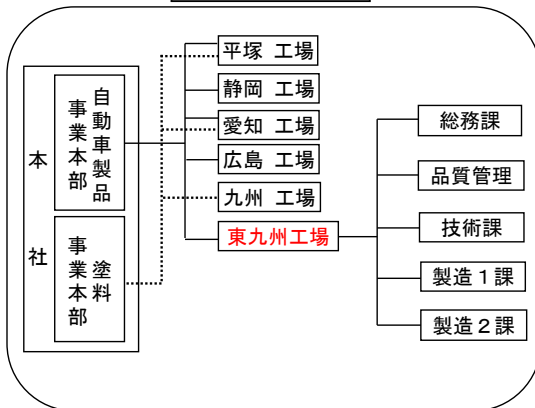 本社
自動車製品
事業本部
塗料
事業本部
平塚 工場
静岡 工場
愛知 工場
広島 工場
九州 工場
東九州工場
総務課
品質管理
技術課
製造１課
製造２課